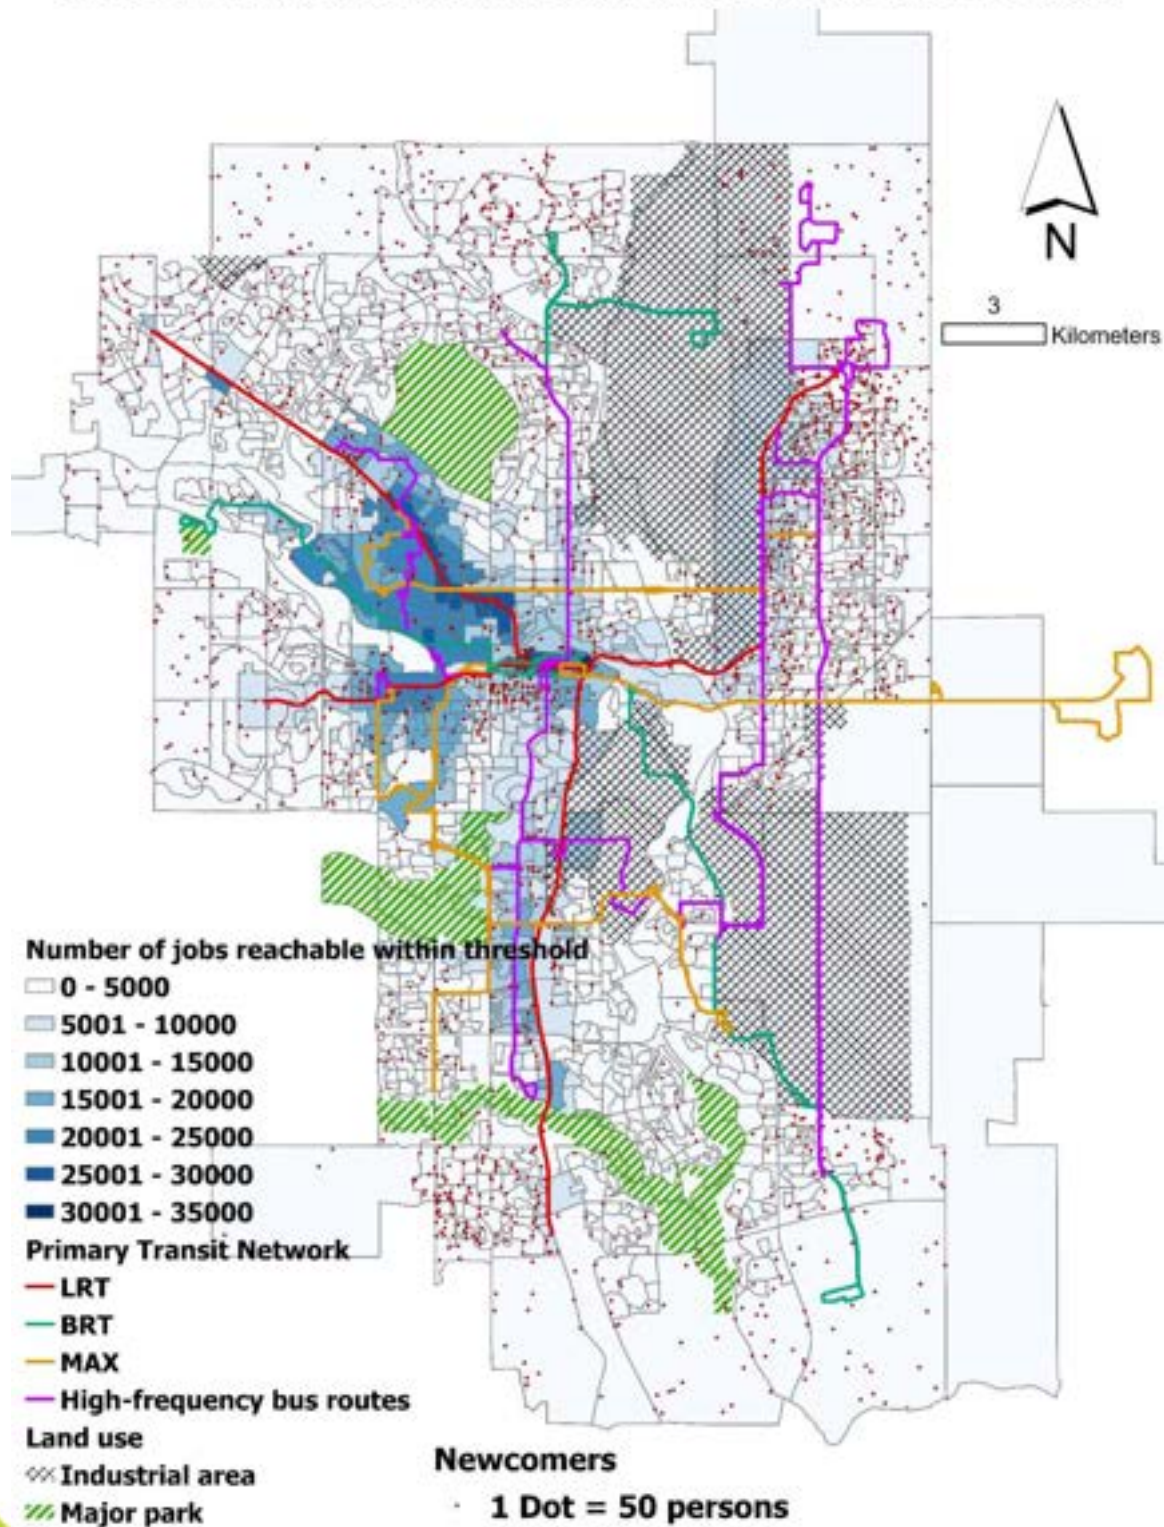 N
3
Kilometers
Number of jobs reachable within threshold
0 - 5000
5001 - 10000
10001 - 15000
15001 - 20000
20001 - 25000
25001 - 30000
30001 - 35000
Primary Transit Network
LRT
BRT
MAX
High-frequency bus routes
Land use
Industrial area
Major park
Newcomers
1 Dot = 50 persons